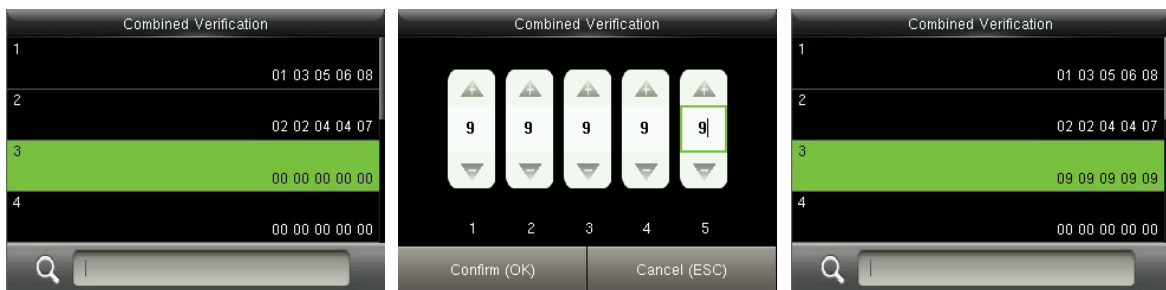 Combined Verification
1
01 03 05 06 08
2
02 02 04 04 07
3
00 00 00 00 00
4
00 00 00 00 00
Combined Verification
9 9 9 9 9
1 2 3 4 5
Confirm (OK) Cancel (ESC)
Combined Verification
1
01 03 05 06 08
2
02 02 04 04 07
3
09 09 09 09 09
4
00 00 00 00 00